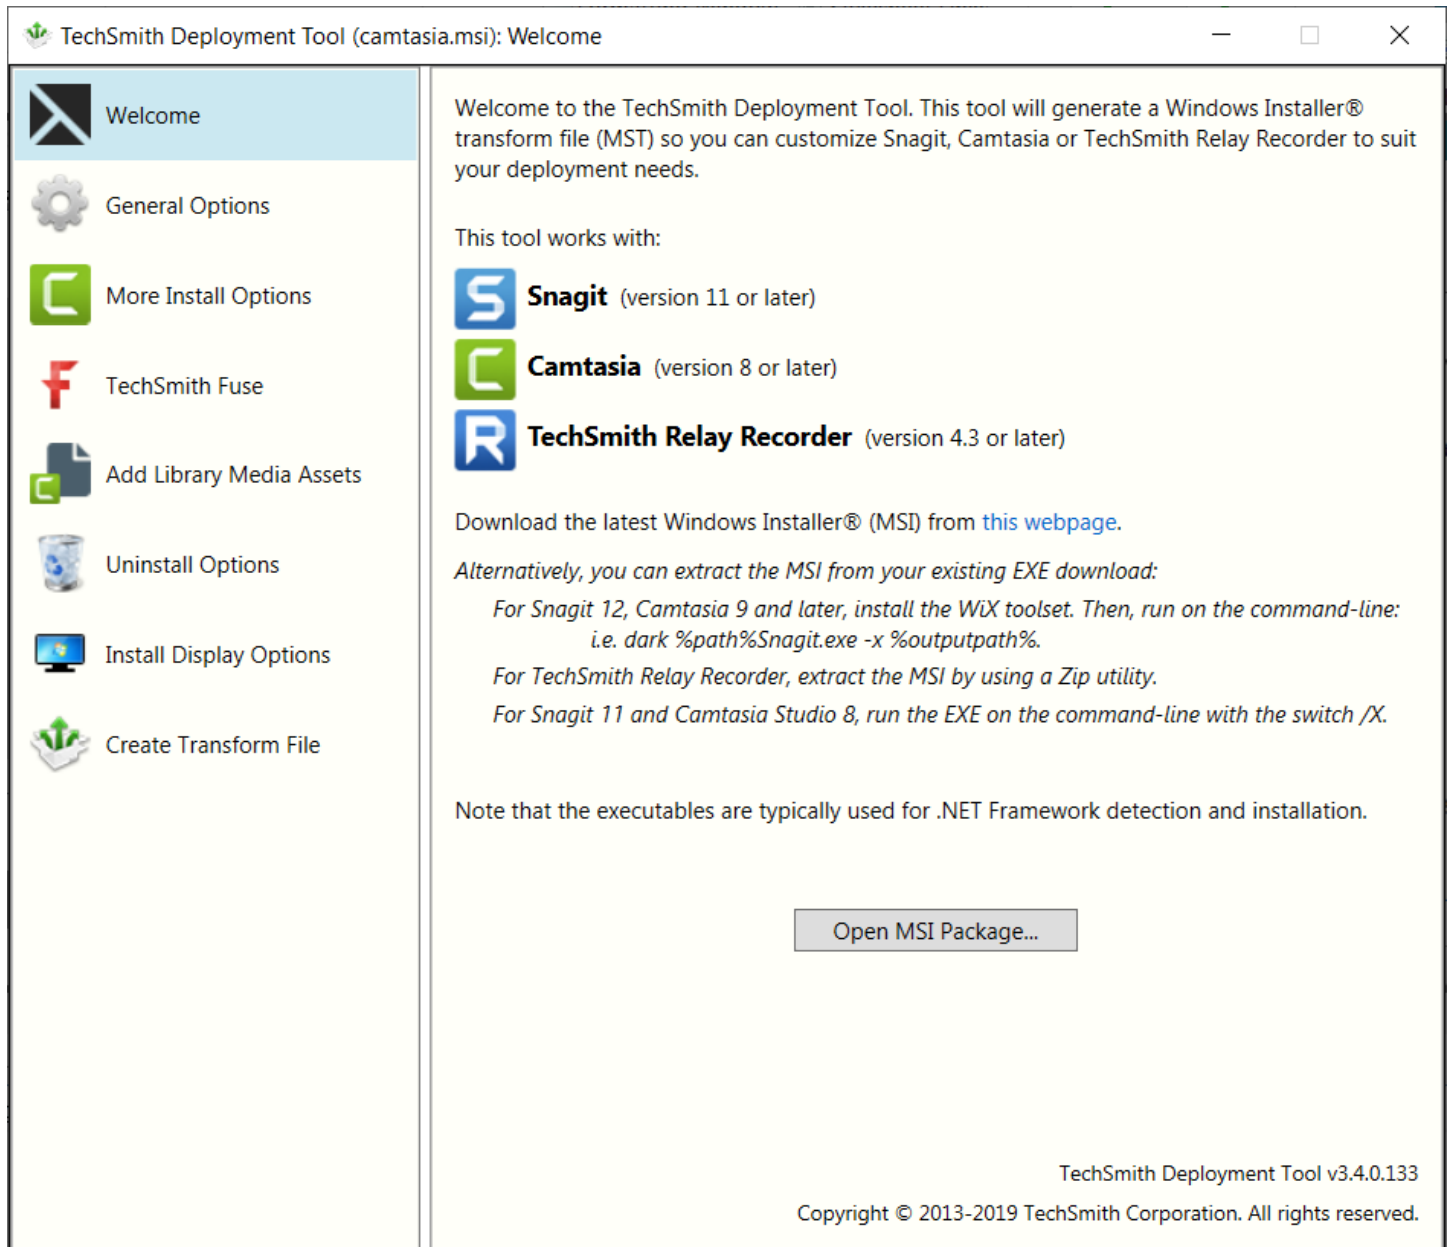 TechSmith Deployment Tool (camtasia.msi): Welcome
Welcome
General Options
More Install Options
TechSmith Fuse
Add Library Media Assets
Uninstall Options
Install Display Options
Create Transform File
Welcome to the TechSmith Deployment Tool. This tool will generate a Windows Installer®
transform file (MST) so you can customize Snagit, Camtasia or TechSmith Relay Recorder to suit
your deployment needs.
This tool works with:
Snagit (version 11 or later)
Camtasia (version 8 or later)
TechSmith Relay Recorder (version 4.3 or later)
Download the latest Windows Installer® (MSI) from this webpage.
Alternatively, you can extract the MSI from your existing EXE download:
For Snagit 12, Camtasia 9 and later, install the WiX toolset. Then, run on the command-line:
i.e. dark %path%Snagit.exe -x %outputpath%.
For TechSmith Relay Recorder, extract the MSI by using a Zip utility.
For Snagit 11 and Camtasia Studio 8, run the EXE on the command-line with the switch /X.
Note that the executables are typically used for .NET Framework detection and installation.
Open MSI Package...
TechSmith Deployment Tool v3.4.0.133
Copyright © 2013-2019 TechSmith Corporation. All rights reserved.